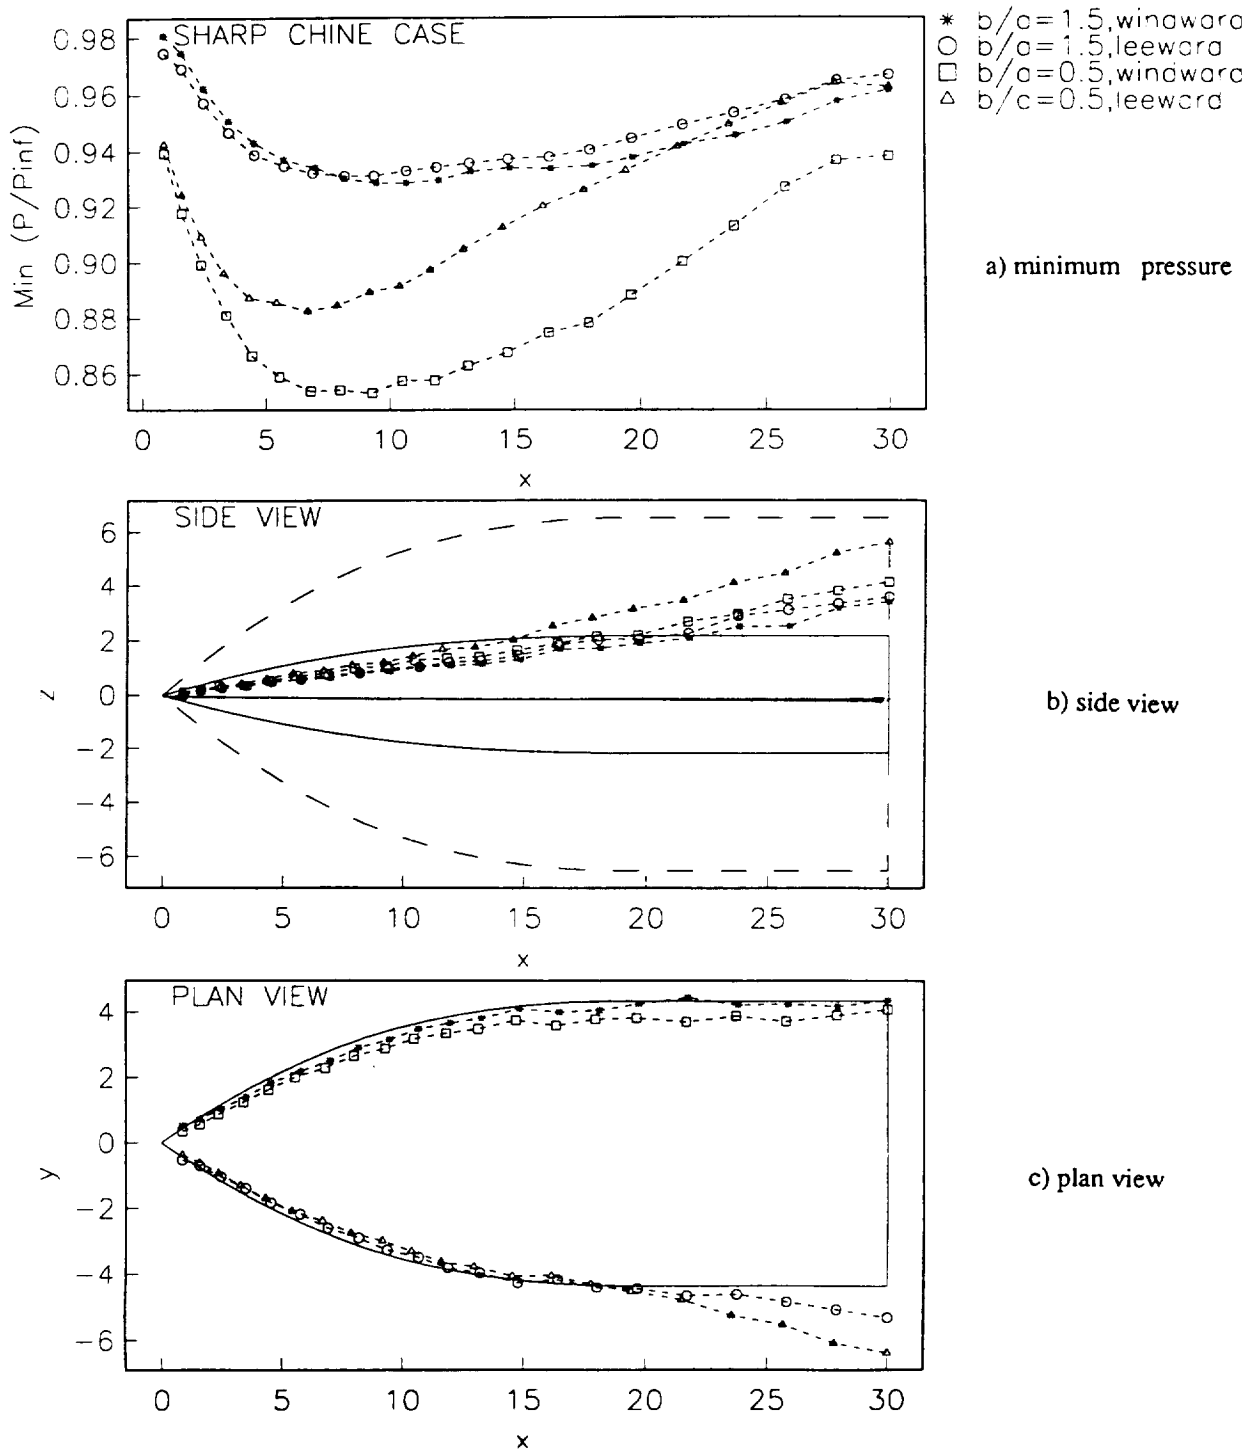 SHARP CHINE CASE
* b/a=1.5,windward
○ b/a=1.5,leeward
□ b/a=0.5,windward
△ b/a=0.5,leeward
Min (P/Pinf)
0.98
0.96
0.94
0.92
0.90
0.88
0.86
0 5 10 15 20 25 30
x
a) minimum pressure
SIDE VIEW
z
6
4
2
0
−2
−4
−6
0 5 10 15 20 25 30
x
b) side view
PLAN VIEW
y
4
2
0
−2
−4
−6
0 5 10 15 20 25 30
x
c) plan view